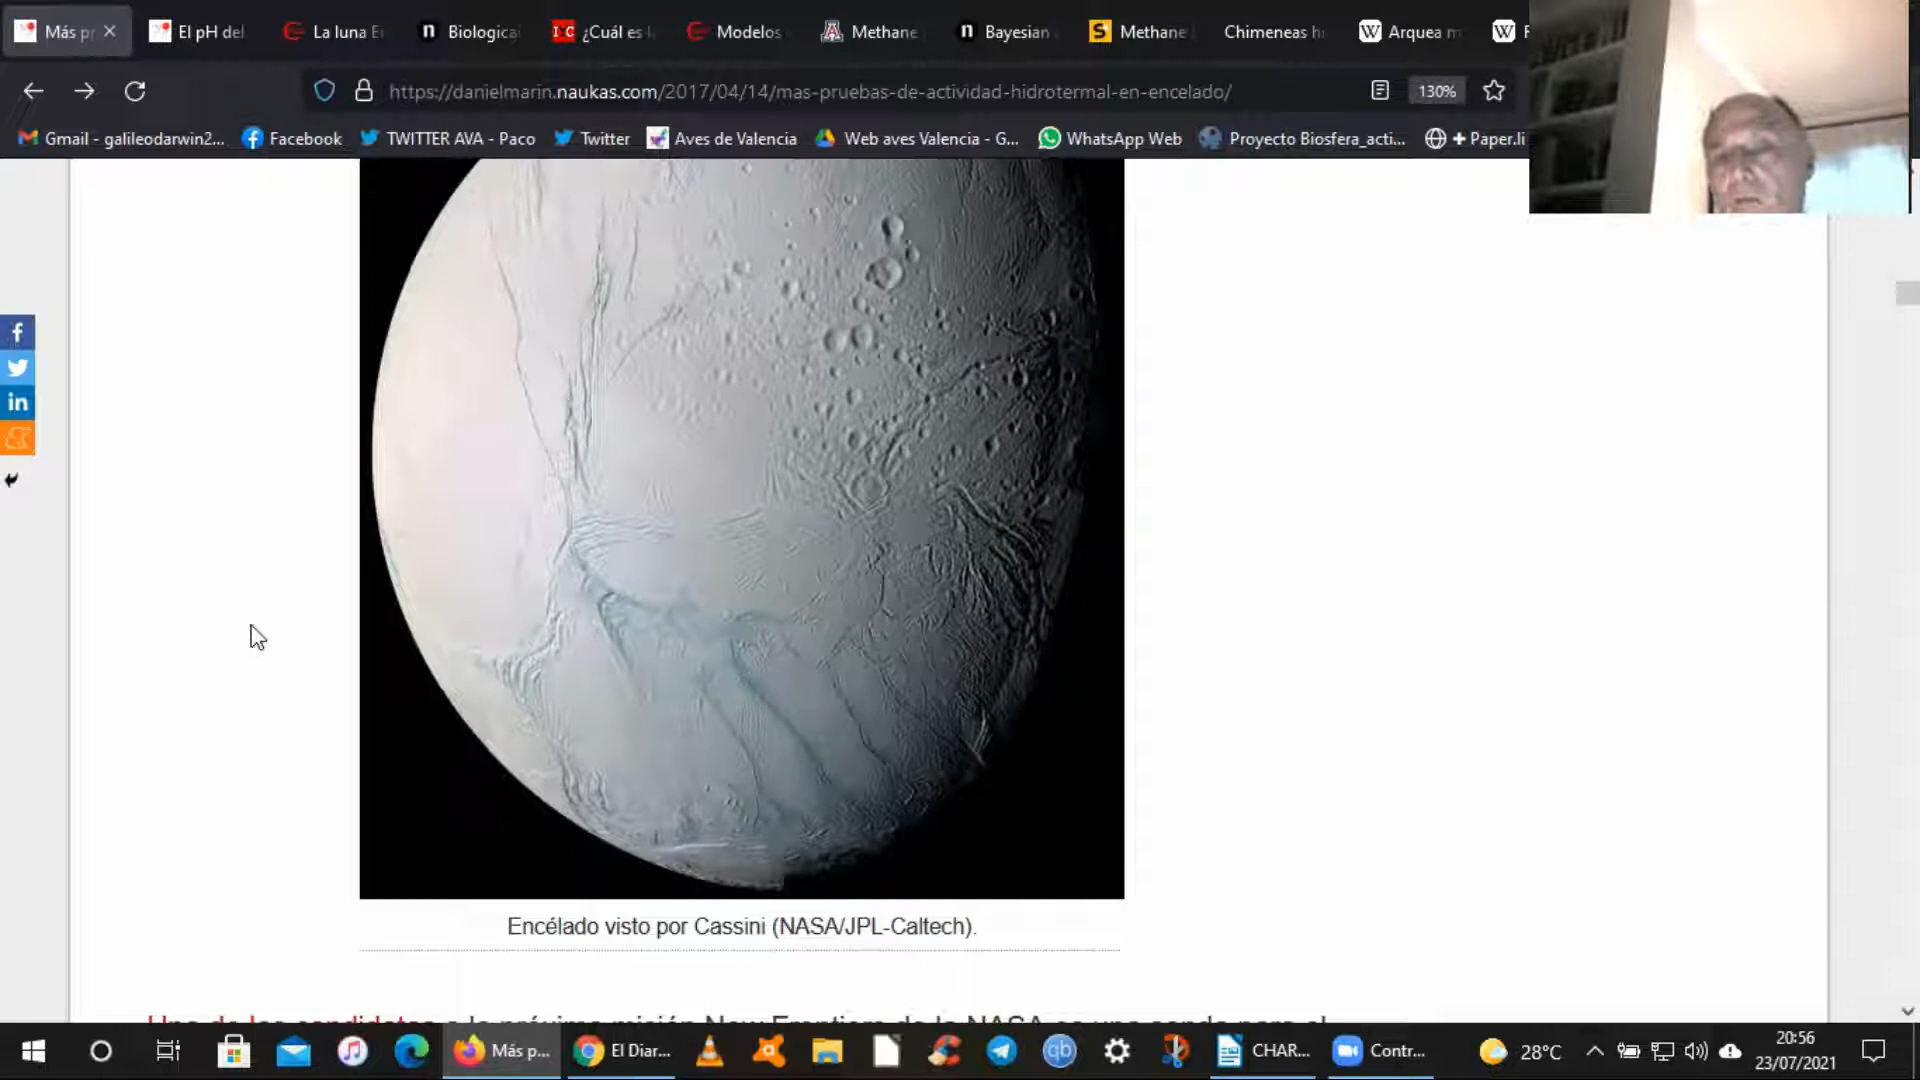 Más pr
El pH del
La luna E
Biological
¿Cuál es l
Modelos
Methane
Bayesian
Methane
Chimeneas h
Arquea m
https://danielmarin.naukas.com/2017/04/14/mas-pruebas-de-actividad-hidrotermal-en-encelado/
130%
Gmail - galileodarwin2...
Facebook
TWITTER AVA - Paco
Twitter
Aves de Valencia
Web aves Valencia - G...
WhatsApp Web
Proyecto Biosfera_acti...
+ Paper.li
Encélado visto por Cassini (NASA/JPL-Caltech).
Más p...
El Diar...
CHAR...
Contr...
28°C
20:56
23/07/2021